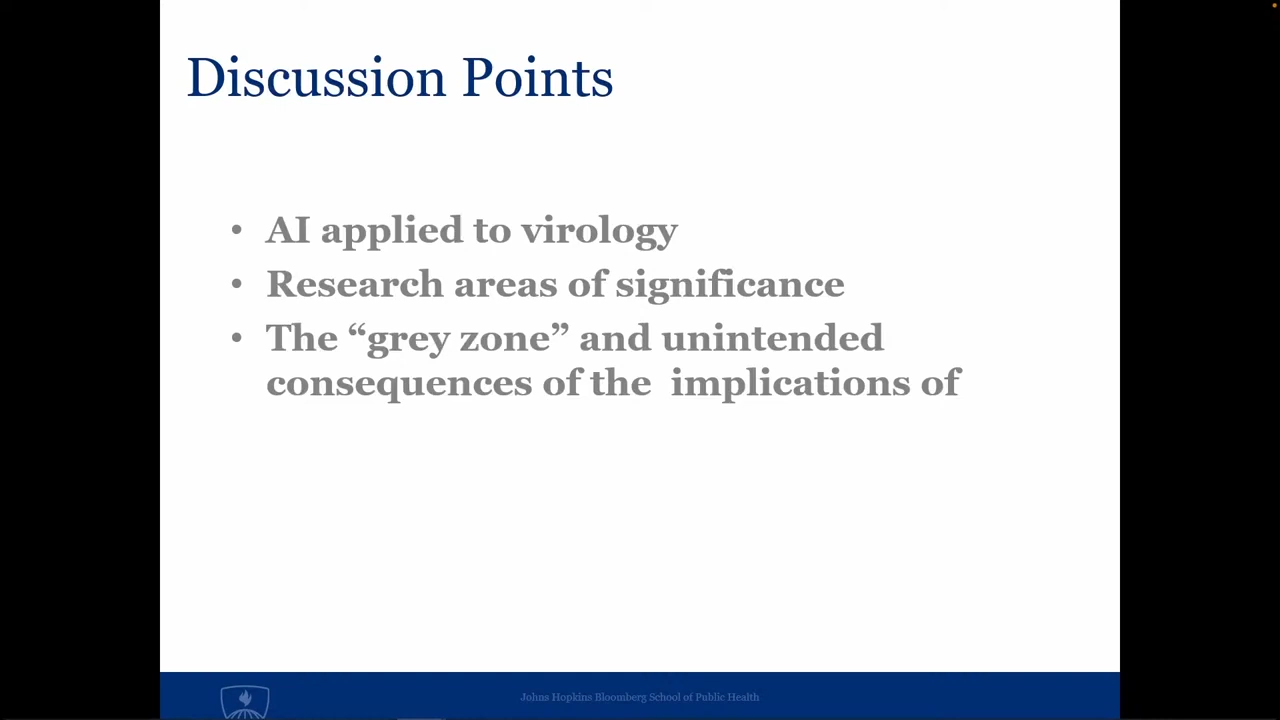 Discussion Points
• AI applied to virology
• Research areas of significance
• The “grey zone” and unintended
consequences of the  implications of
Johns Hopkins Bloomberg School of Public Health